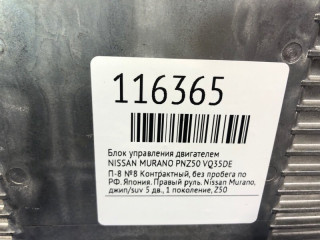 116365
Блок управления двигателем
NISSAN MURANO PNZ50 VQ35DE
П-8 №8 Контрактный, без пробега по
РФ. Япония. Правый руль. Nissan Murano,
джип/suv 5 дв., 1 поколение, Z50